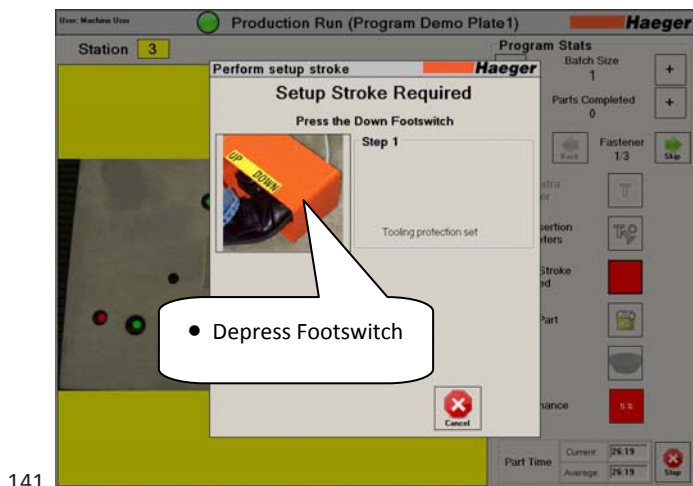 User: Machine User
Production Run (Program Demo Plate1)
Haeger
Station 3
Program Stats
Batch Size
1
+
Parts Completed
0
+
Back
Fastener
1/3
Skip
Perform setup stroke
Haeger
Setup Stroke Required
Press the Down Footswitch
UP DOWN
Step 1
Tooling protection set
• Depress Footswitch
Cancel
Part
5 %
Part Time
Current: 26:19
Average: 26:19
Stop
141